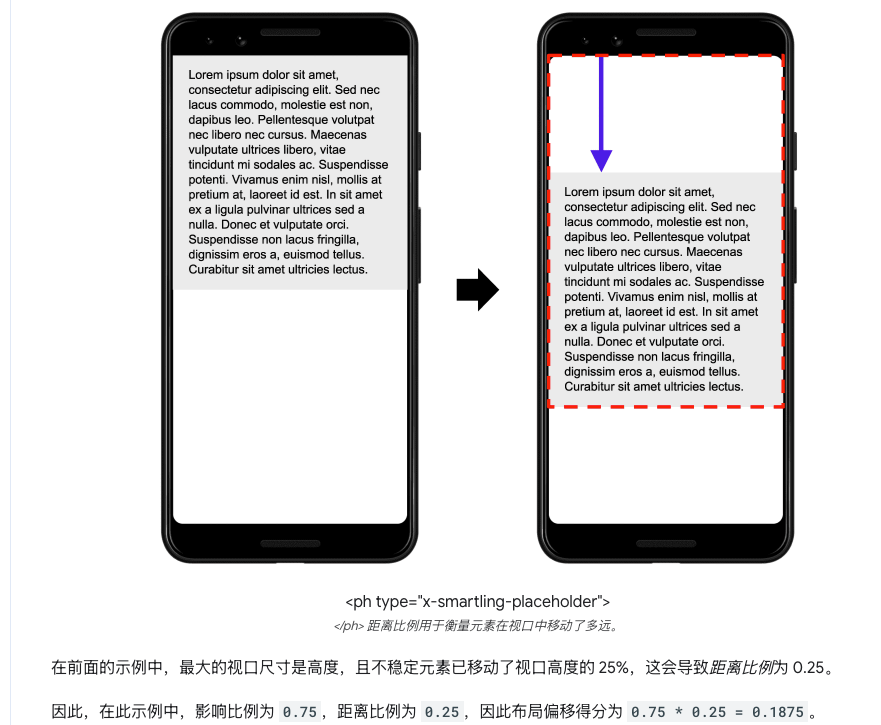 Lorem ipsum dolor sit amet,
consectetur adipiscing elit. Sed nec
lacus commodo, molestie est non,
dapibus leo. Pellentesque volutpat
nec libero nec cursus. Maecenas
vulputate ultrices libero, vitae
tincidunt mi sodales ac. Suspendisse
potenti. Vivamus enim nisl, mollis at
pretium at, laoreet id est. In sit amet
ex a ligula pulvinar ultrices sed a
nulla. Donec et vulputate orci.
Suspendisse non lacus fringilla,
dignissim eros a, euismod tellus.
Curabitur sit amet ultricies lectus.
Lorem ipsum dolor sit amet,
consectetur adipiscing elit. Sed nec
lacus commodo, molestie est non,
dapibus leo. Pellentesque volutpat
nec libero nec cursus. Maecenas
vulputate ultrices libero, vitae
tincidunt mi sodales ac. Suspendisse
potenti. Vivamus enim nisl, mollis at
pretium at, laoreet id est. In sit amet
ex a ligula pulvinar ultrices sed a
nulla. Donec et vulputate orci.
Suspendisse non lacus fringilla,
dignissim eros a, euismod tellus.
Curabitur sit amet ultricies lectus.
<ph type="x-smartling-placeholder">
</ph> 距离比例用于衡量元素在视口中移动了多远。
在前面的示例中，最大的视口尺寸是高度，且不稳定元素已移动了视口高度的 25%，这会导致距离比例为 0.25。
因此，在此示例中，影响比例为 0.75，距离比例为 0.25，因此布局偏移得分为 0.75 * 0.25 = 0.1875。